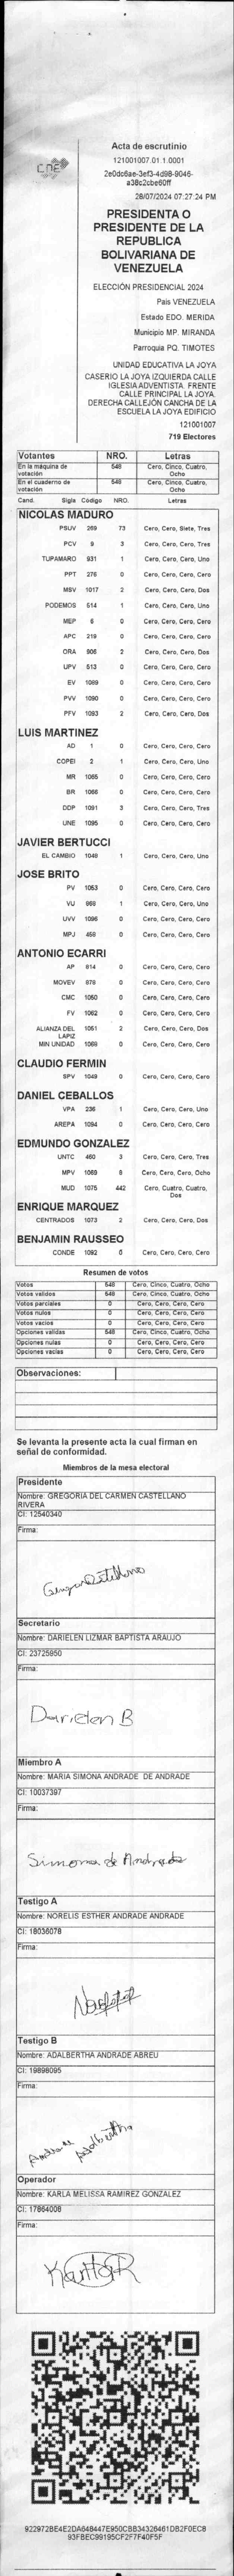 CNE
Acta de escrutinio
121001007.01.1.0001
2e0dc6ae-3ef3-4d98-9046-
a38c2cbe60ff
28/07/2024 07:27:24 PM
PRESIDENTA O
PRESIDENTE DE LA
REPUBLICA
BOLIVARIANA DE
VENEZUELA
ELECCIÓN PRESIDENCIAL 2024
País VENEZUELA
Estado EDO. MERIDA
Municipio MP. MIRANDA
Parroquia PQ. TIMOTES
UNIDAD EDUCATIVA LA JOYA
CASERIO LA JOYA IZQUIERDA CALLE
IGLESIA ADVENTISTA. FRENTE
CALLE PRINCIPAL LA JOYA.
DERECHA CALLEJÓN CANCHA DE LA
ESCUELA LA JOYA EDIFICIO
121001007
719 Electores
Votantes NRO. Letras
En la máquina de votación 548 Cero, Cinco, Cuatro, Ocho
En el cuaderno de votación 548 Cero, Cinco, Cuatro, Ocho
Cand. Sigla Código NRO. Letras
NICOLAS MADURO
PSUV 269 73 Cero, Cero, Siete, Tres
PCV 9 3 Cero, Cero, Cero, Tres
TUPAMARO 931 1 Cero, Cero, Cero, Uno
PPT 276 0 Cero, Cero, Cero, Cero
MSV 1017 2 Cero, Cero, Cero, Dos
PODEMOS 514 1 Cero, Cero, Cero, Uno
MEP 6 0 Cero, Cero, Cero, Cero
APC 219 0 Cero, Cero, Cero, Cero
ORA 906 2 Cero, Cero, Cero, Dos
UPV 513 0 Cero, Cero, Cero, Cero
EV 1089 0 Cero, Cero, Cero, Cero
PVV 1090 0 Cero, Cero, Cero, Cero
PFV 1093 2 Cero, Cero, Cero, Dos
LUIS MARTINEZ
AD 1 0 Cero, Cero, Cero, Cero
COPEI 2 1 Cero, Cero, Cero, Uno
MR 1065 0 Cero, Cero, Cero, Cero
BR 1066 0 Cero, Cero, Cero, Cero
DDP 1091 3 Cero, Cero, Cero, Tres
UNE 1095 0 Cero, Cero, Cero, Cero
JAVIER BERTUCCI
EL CAMBIO 1048 1 Cero, Cero, Cero, Uno
JOSE BRITO
PV 1053 0 Cero, Cero, Cero, Cero
VU 968 1 Cero, Cero, Cero, Uno
UVV 1096 0 Cero, Cero, Cero, Cero
MPJ 458 0 Cero, Cero, Cero, Cero
ANTONIO ECARRI
AP 814 0 Cero, Cero, Cero, Cero
MOVEV 978 0 Cero, Cero, Cero, Cero
CMC 1050 0 Cero, Cero, Cero, Cero
FV 1062 0 Cero, Cero, Cero, Cero
ALIANZA DEL LAPIZ 1051 2 Cero, Cero, Cero, Dos
MIN UNIDAD 1088 0 Cero, Cero, Cero, Cero
CLAUDIO FERMIN
SPV 1049 0 Cero, Cero, Cero, Cero
DANIEL CEBALLOS
VPA 236 1 Cero, Cero, Cero, Uno
AREPA 1094 0 Cero, Cero, Cero, Cero
EDMUNDO GONZALEZ
UNTC 460 3 Cero, Cero, Cero, Tres
MPV 1069 8 Cero, Cero, Cero, Ocho
MUD 1075 442 Cero, Cuatro, Cuatro, Dos
ENRIQUE MARQUEZ
CENTRADOS 1073 2 Cero, Cero, Cero, Dos
BENJAMIN RAUSSEO
CONDE 1092 0 Cero, Cero, Cero, Cero
Resumen de votos
Votos 548 Cero, Cinco, Cuatro, Ocho
Votos validos 548 Cero, Cinco, Cuatro, Ocho
Votos parciales 0 Cero, Cero, Cero, Cero
Votos nulos 0 Cero, Cero, Cero, Cero
Votos vacios 0 Cero, Cero, Cero, Cero
Opciones validas 548 Cero, Cinco, Cuatro, Ocho
Opciones nulas 0 Cero, Cero, Cero, Cero
Opciones vacías 0 Cero, Cero, Cero, Cero
Observaciones:
Se levanta la presente acta la cual firman en
señal de conformidad.
Miembros de la mesa electoral
Presidente
Nombre: GREGORIA DEL CARMEN CASTELLANO
RIVERA
CI: 12540340
Firma:
Secretario
Nombre: DARIELEN LIZMAR BAPTISTA ARAUJO
CI: 23725850
Firma:
Darielen B
Miembro A
Nombre: MARIA SIMONA ANDRADE DE ANDRADE
CI: 10037397
Firma:
Simona de Andrade
Testigo A
Nombre: NORELIS ESTHER ANDRADE ANDRADE
CI: 18036078
Firma:
Testigo B
Nombre: ADALBERTHA ANDRADE ABREU
CI: 19898095
Firma:
Andrade Adalbertha
Operador
Nombre: KARLA MELISSA RAMIREZ GONZALEZ
CI: 17864008
Firma:
Karla R
922972BE4E2DA648447E950CBB34326461DB2F0EC8
93FBEC99195CF2F7F40F5F